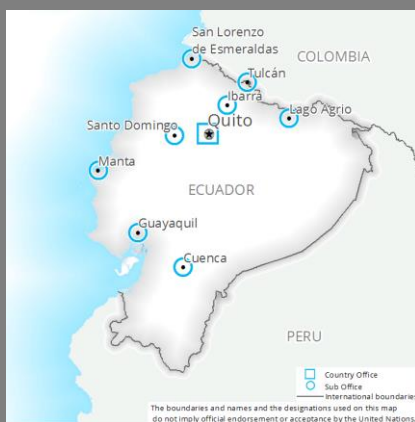 San Lorenzo
de Esmeraldas
COLOMBIA
Tulcán
Ibarra
Lago Agrio
Santo Domingo
Quito
Manta
ECUADOR
Guayaquil
Cuenca
PERU
Country Office
Sub Office
International boundaries
The boundaries and names and the designations used on this map
do not imply official endorsement or acceptance by the United Nations.